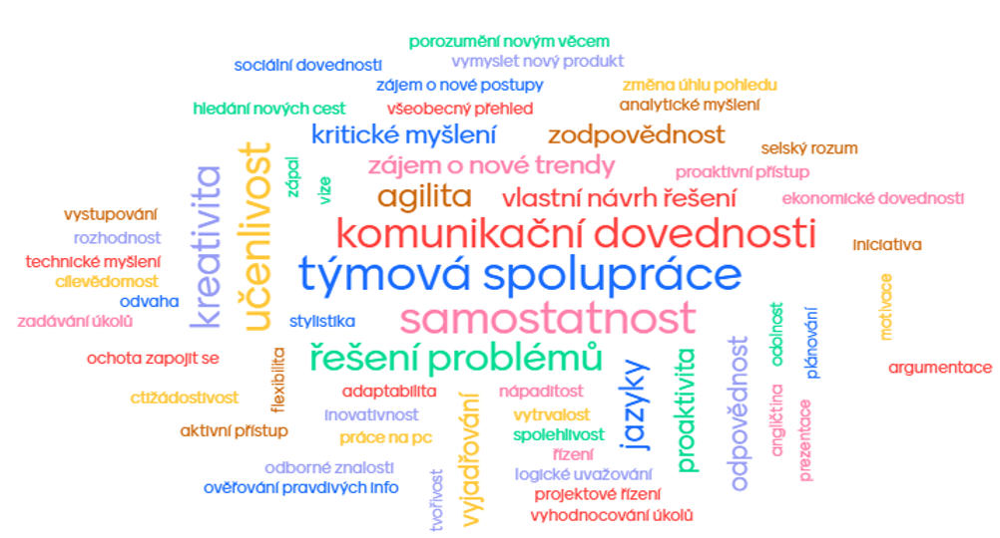 porozumění novým věcem
vymyslet nový produkt
sociální dovednosti
zájem o nové postupy
změna úhlu pohledu
hledání nových cest
všeobecný přehled
analytické myšlení
kritické myšlení
zodpovědnost
selský rozum
zájem o nové trendy
proaktivní přístup
kreativita
učenlivost
zápal
vize
agilita
vlastní návrh řešení
ekonomické dovednosti
vystupování
komunikační dovednosti
rozhodnost
iniciativa
technické myšlení
týmová spolupráce
cílevědomost
odvaha
zadávání úkolů
stylistika
samostatnost
motivace
odolnost
plánování
ochota zapojit se
řešení problémů
argumentace
flexibilita
jazyky
proaktivita
odpovědnost
ctižádostivost
adaptabilita
nápaditost
angličtina
prezentace
inovativnost
vyjadřování
vytrvalost
aktivní přístup
práce na pc
spolehlivost
řízení
odborné znalosti
logické uvažování
ověřování pravdivých info
tvořivost
projektové řízení
vyhodnocování úkolů